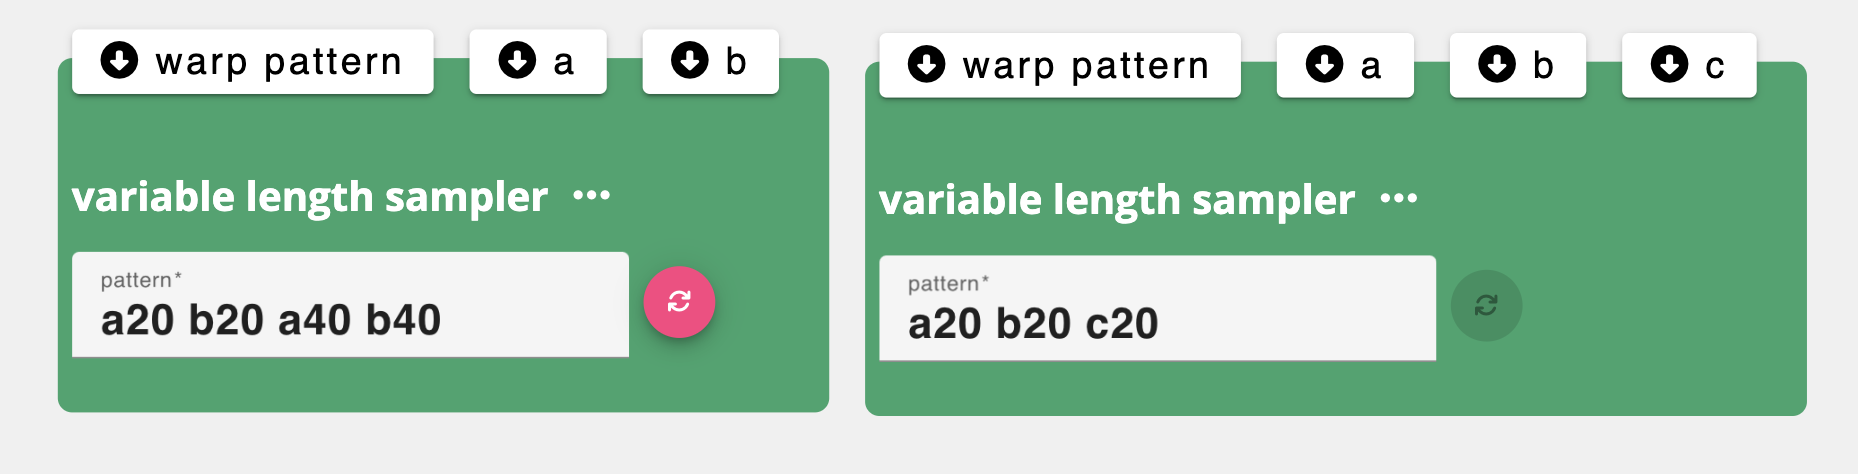 warp pattern a b
variable length sampler ...
pattern*
a20 b20 a40 b40
warp pattern a b c
variable length sampler ...
pattern*
a20 b20 c20